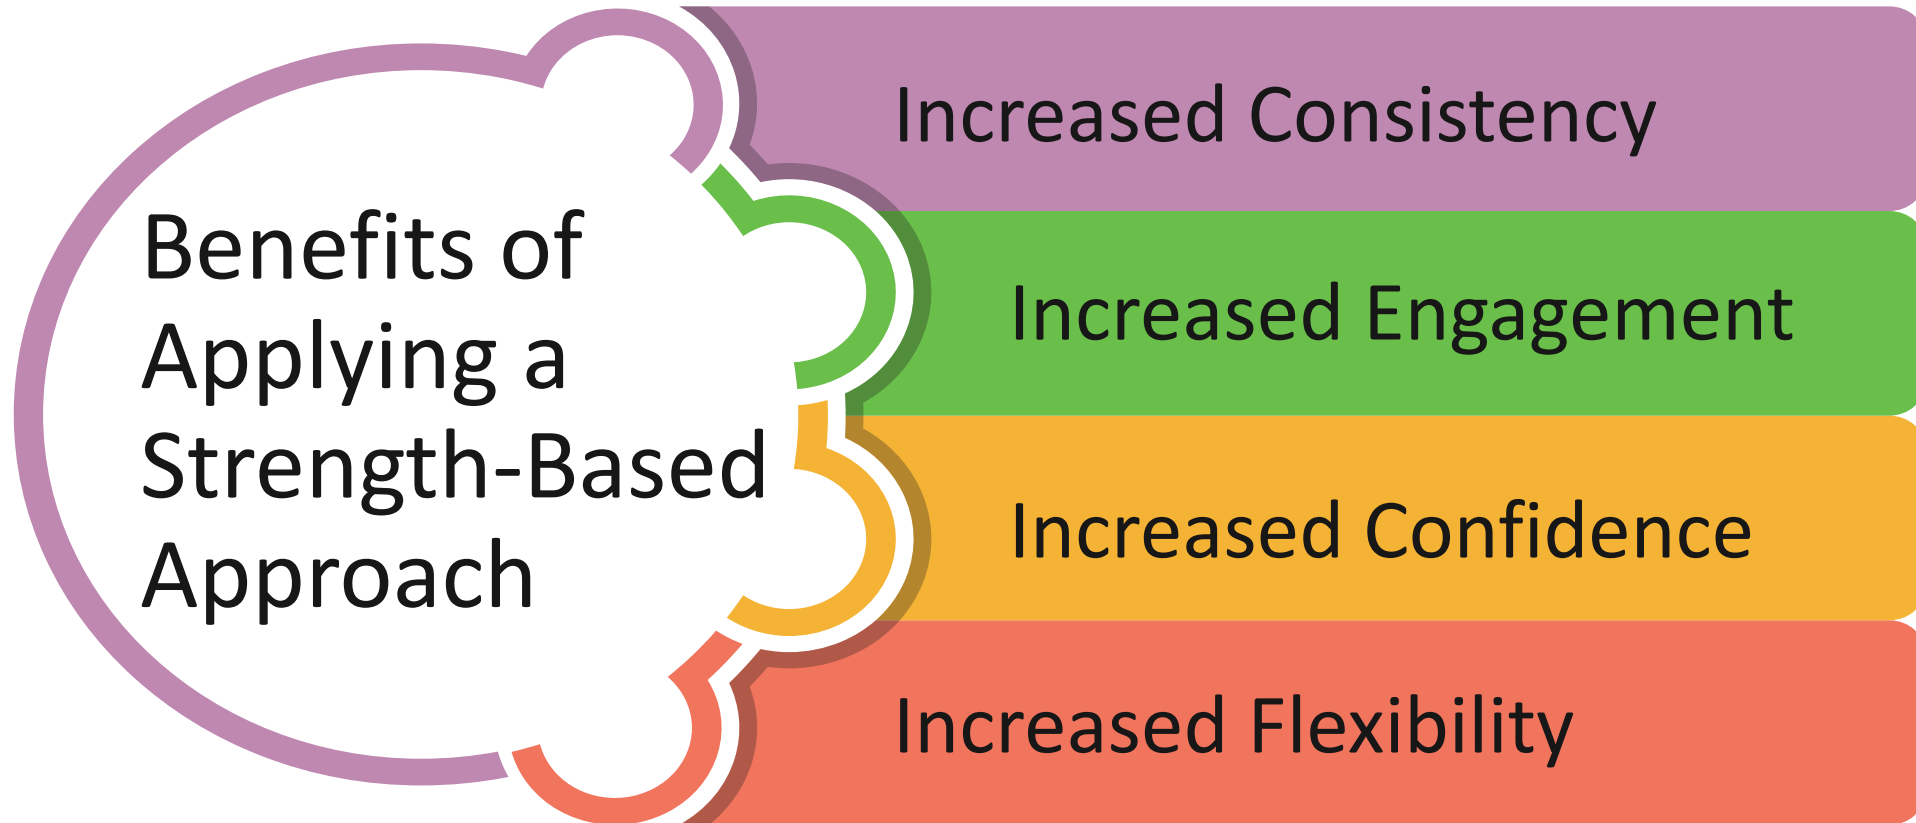 Benefits of
Applying a
Strength-Based
Approach
Increased Consistency
Increased Engagement
Increased Confidence
Increased Flexibility